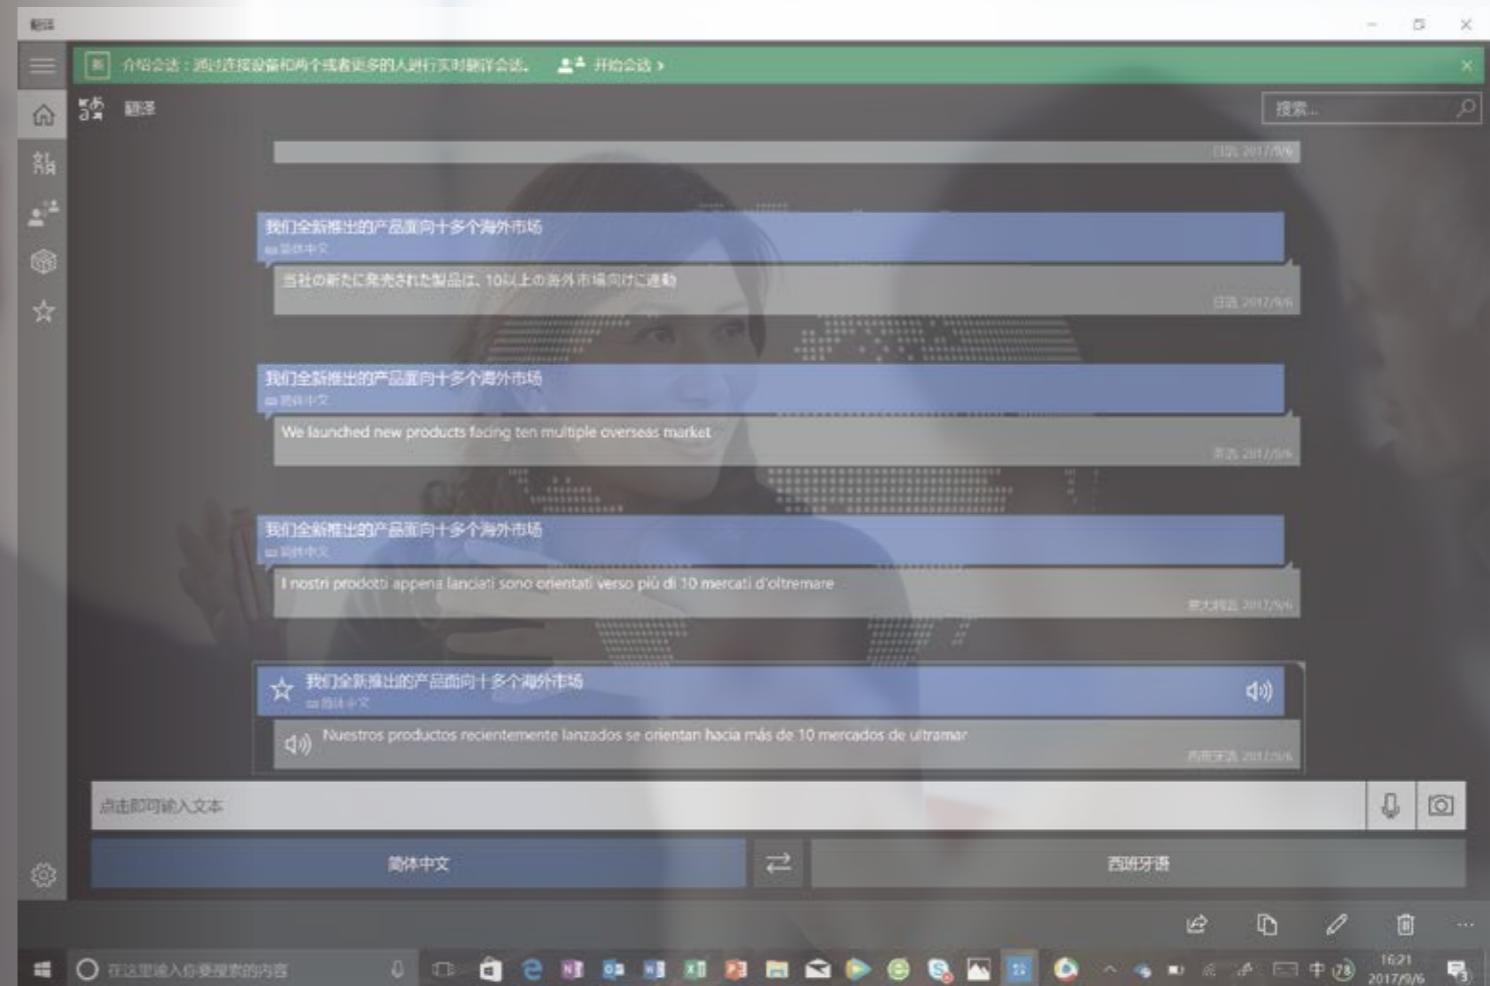 翻译
新 介绍会话：通过连接设备和两个或者更多的人进行实时翻译会话。 开始会话
翻译
搜索...
日语 2017/9/6
我们全新推出的产品面向十多个海外市场
简体中文
当社の新たに発売された製品は、10以上の海外市場向けに連動
日语 2017/9/6
我们全新推出的产品面向十多个海外市场
简体中文
We launched new products facing ten multiple overseas market
英语 2017/9/6
我们全新推出的产品面向十多个海外市场
简体中文
I nostri prodotti appena lanciati sono orientati verso più di 10 mercati d'oltremare
意大利语 2017/9/6
我们全新推出的产品面向十多个海外市场
简体中文
Nuestros productos recientemente lanzados se orientan hacia más de 10 mercados de ultramar
西班牙语 2017/9/6
点击即可输入文本
简体中文
西班牙语
在这里输入你要搜索的内容
中 78 16:21
2017/9/6